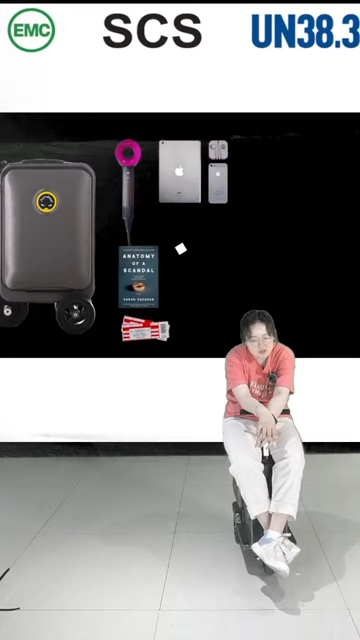 EMC
SCS
UN38.3
ANATOMY
OF A
SCANDAL
SARAH VAUGHAN